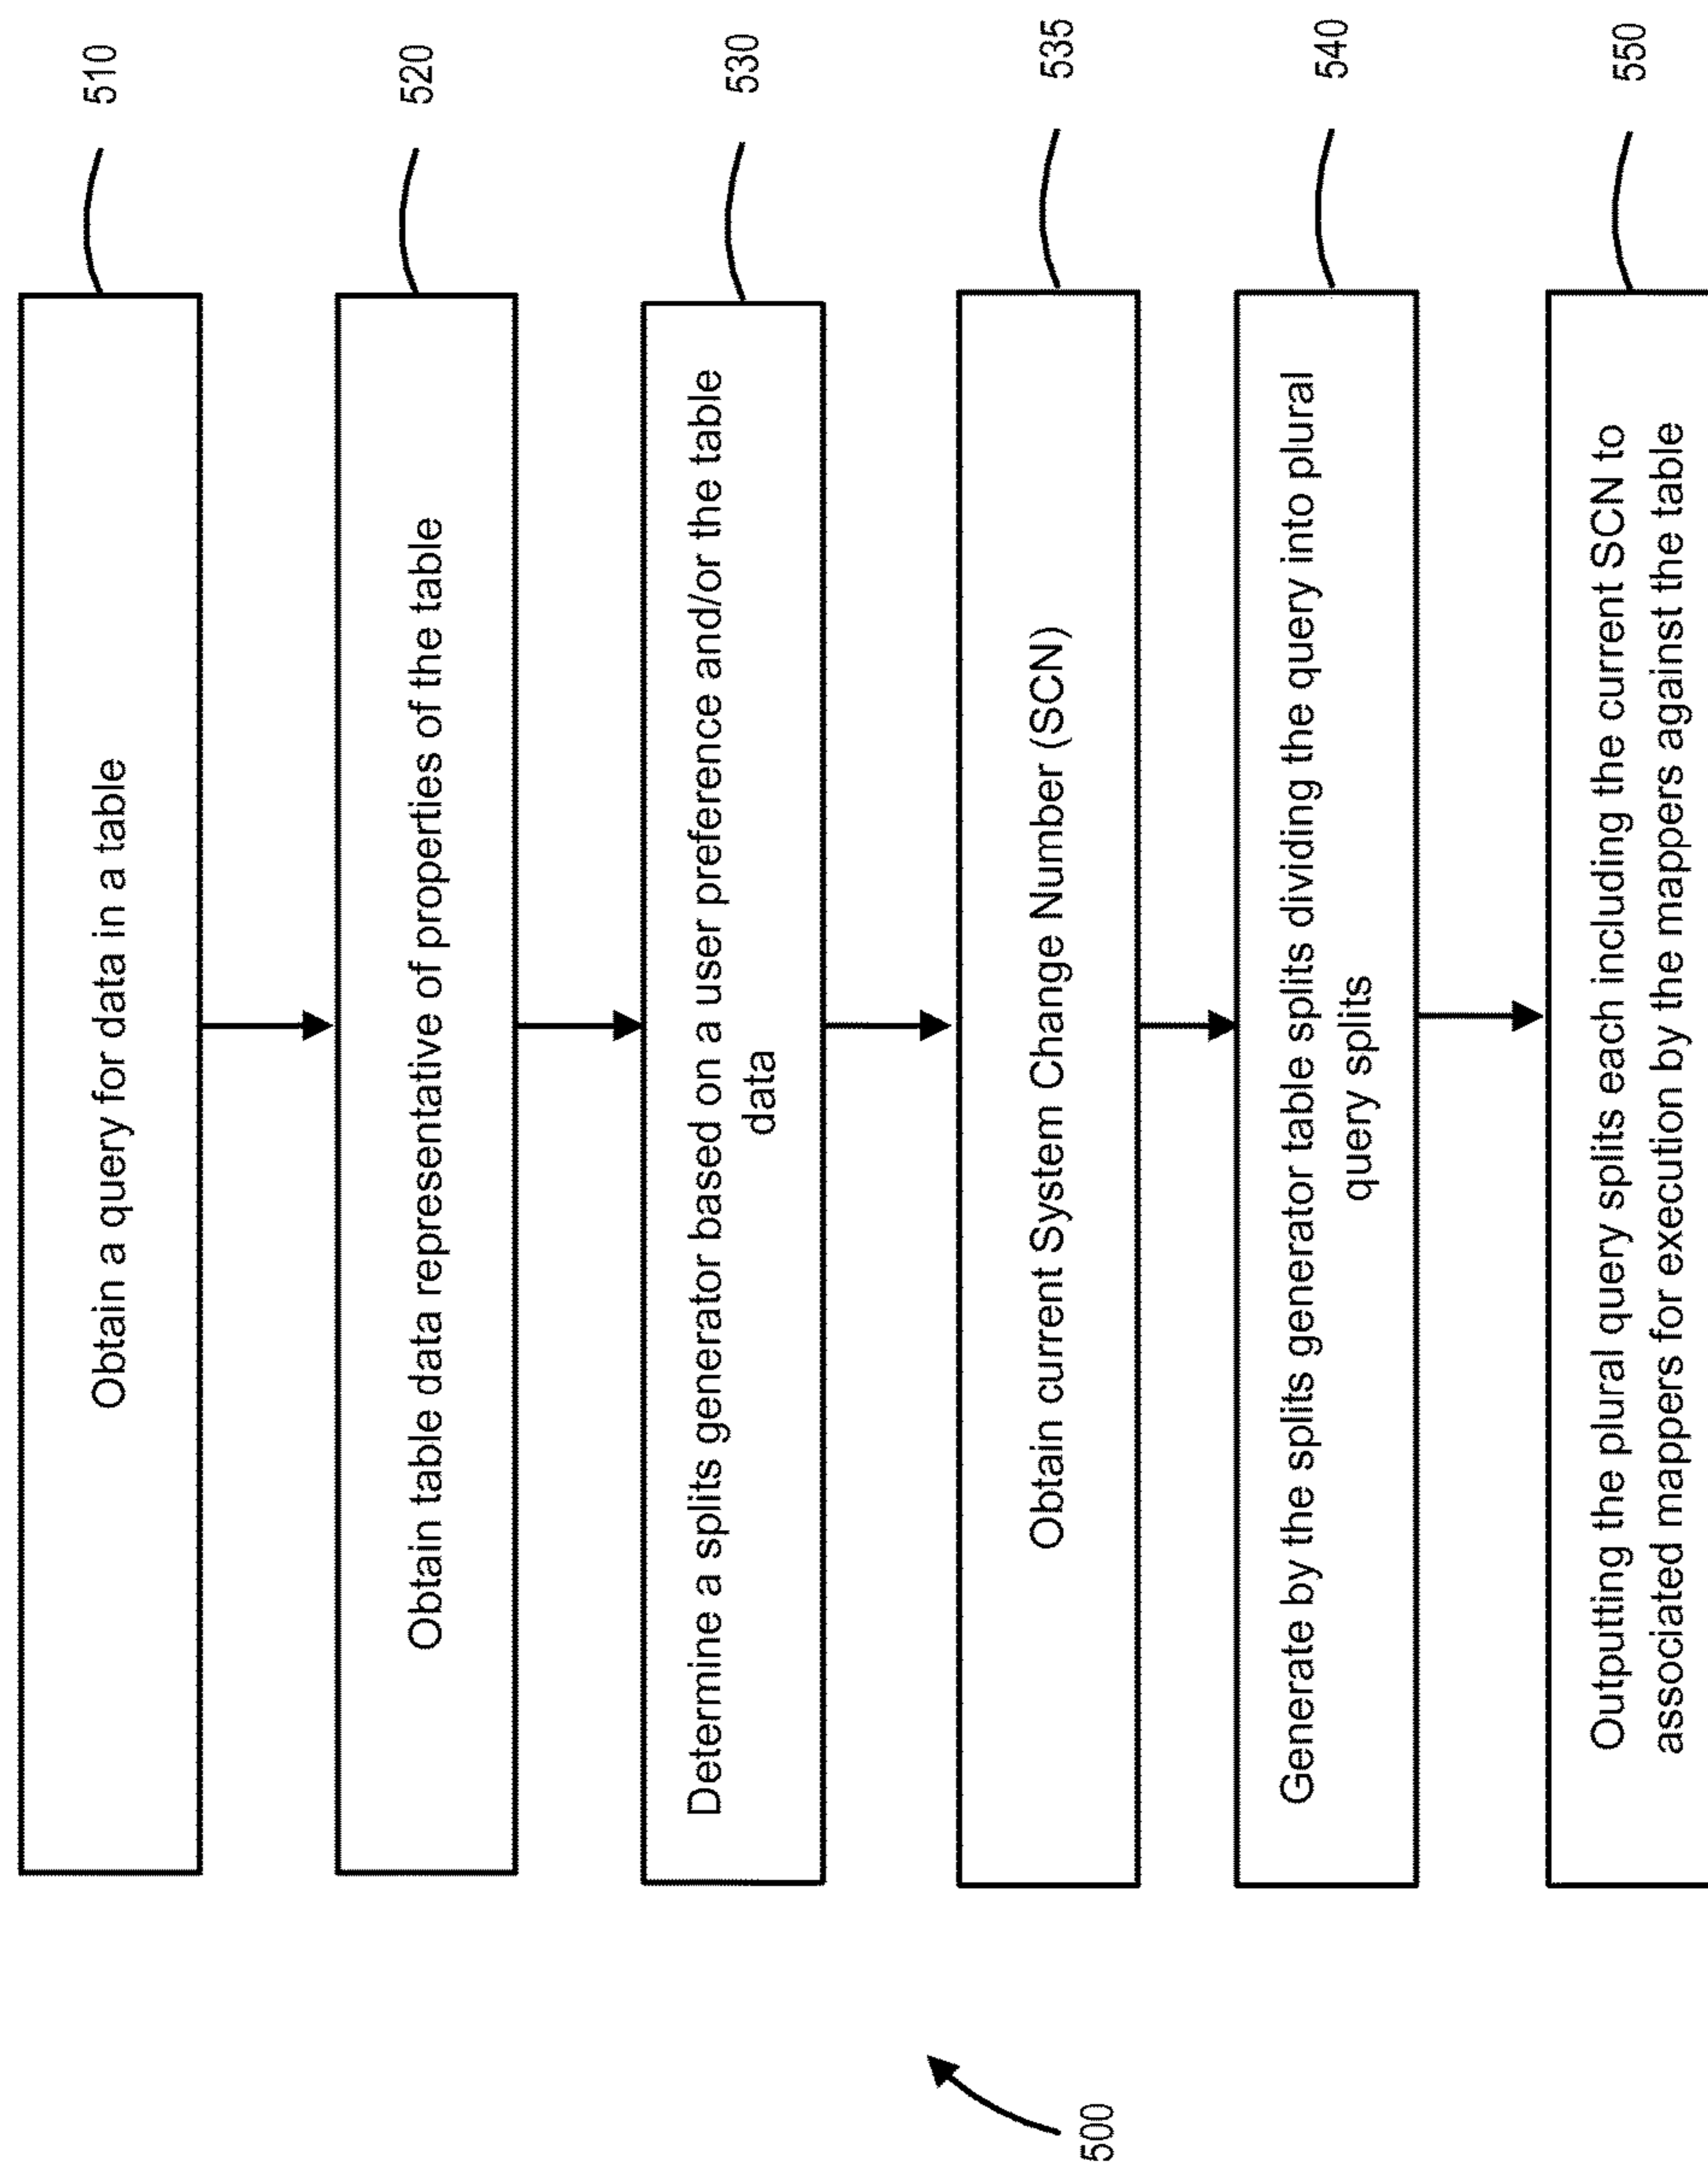 510
Obtain a query for data in a table
520
Obtain table data representative of properties of the table
530
Determine a splits generator based on a user preference and/or the table
data
535
Obtain current System Change Number (SCN)
540
Generate by the splits generator table splits dividing the query into plural
query splits
550
Outputting the plural query splits each including the current SCN to
associated mappers for execution by the mappers against the table
500